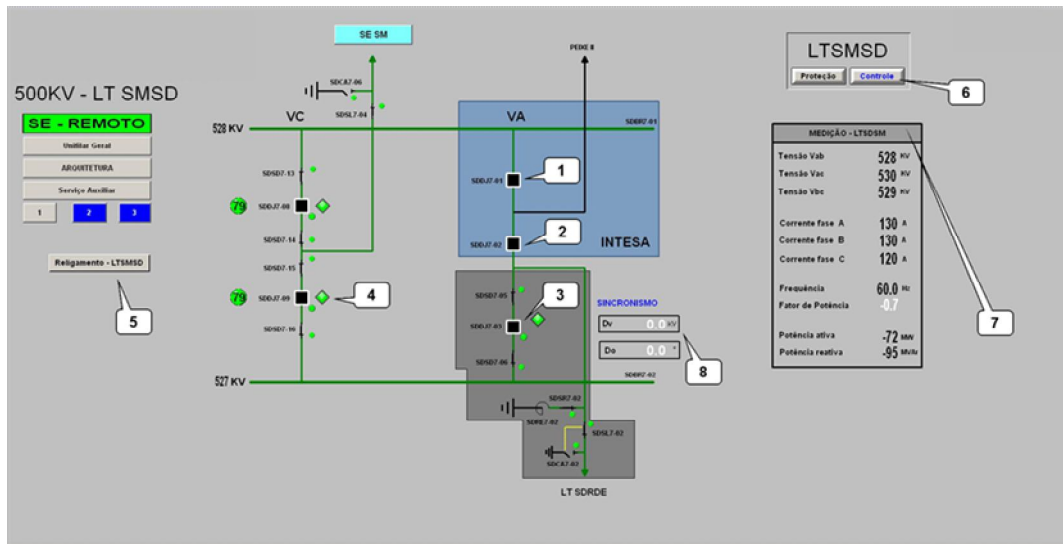 SE SM
PEIXE II
LTSMSD
Proteção
Controle
6
SDCA7-06
500KV - LT SMSD
SDSL7-04
SE - REMOTO
VC
VA
528 KV
SDBR7-01
Unifilar Geral
ARQUITETURA
Serviço Auxiliar
1
2
3
SDSD7-13
79
SDDJ7-08
SDSD7-14
SDSD7-15
SDDJ7-01
1
SDDJ7-02
2
INTESA
Religamento - LTSMSD
5
79
SDDJ7-09
4
SDSD7-05
SDDJ7-03
3
SDSD7-06
SINCRONISMO
Dv 0.0 KV
Do 0.0 °
8
527 KV
SDBR7-02
SDSR7-02
SDRE7-02
SDSL7-02
SDCA7-02
LT SDRDE
MEDIÇÃO - LTSDSM
Tensão Vab 528 KV
Tensão Vac 530 KV
Tensão Vbc 529 KV
Corrente fase A 130 A
Corrente fase B 130 A
Corrente fase C 120 A
Frequência 60.0 Hz
Fator de Potência -0.7
7
Potência ativa -72 MW
Potência reativa -95 MVAr